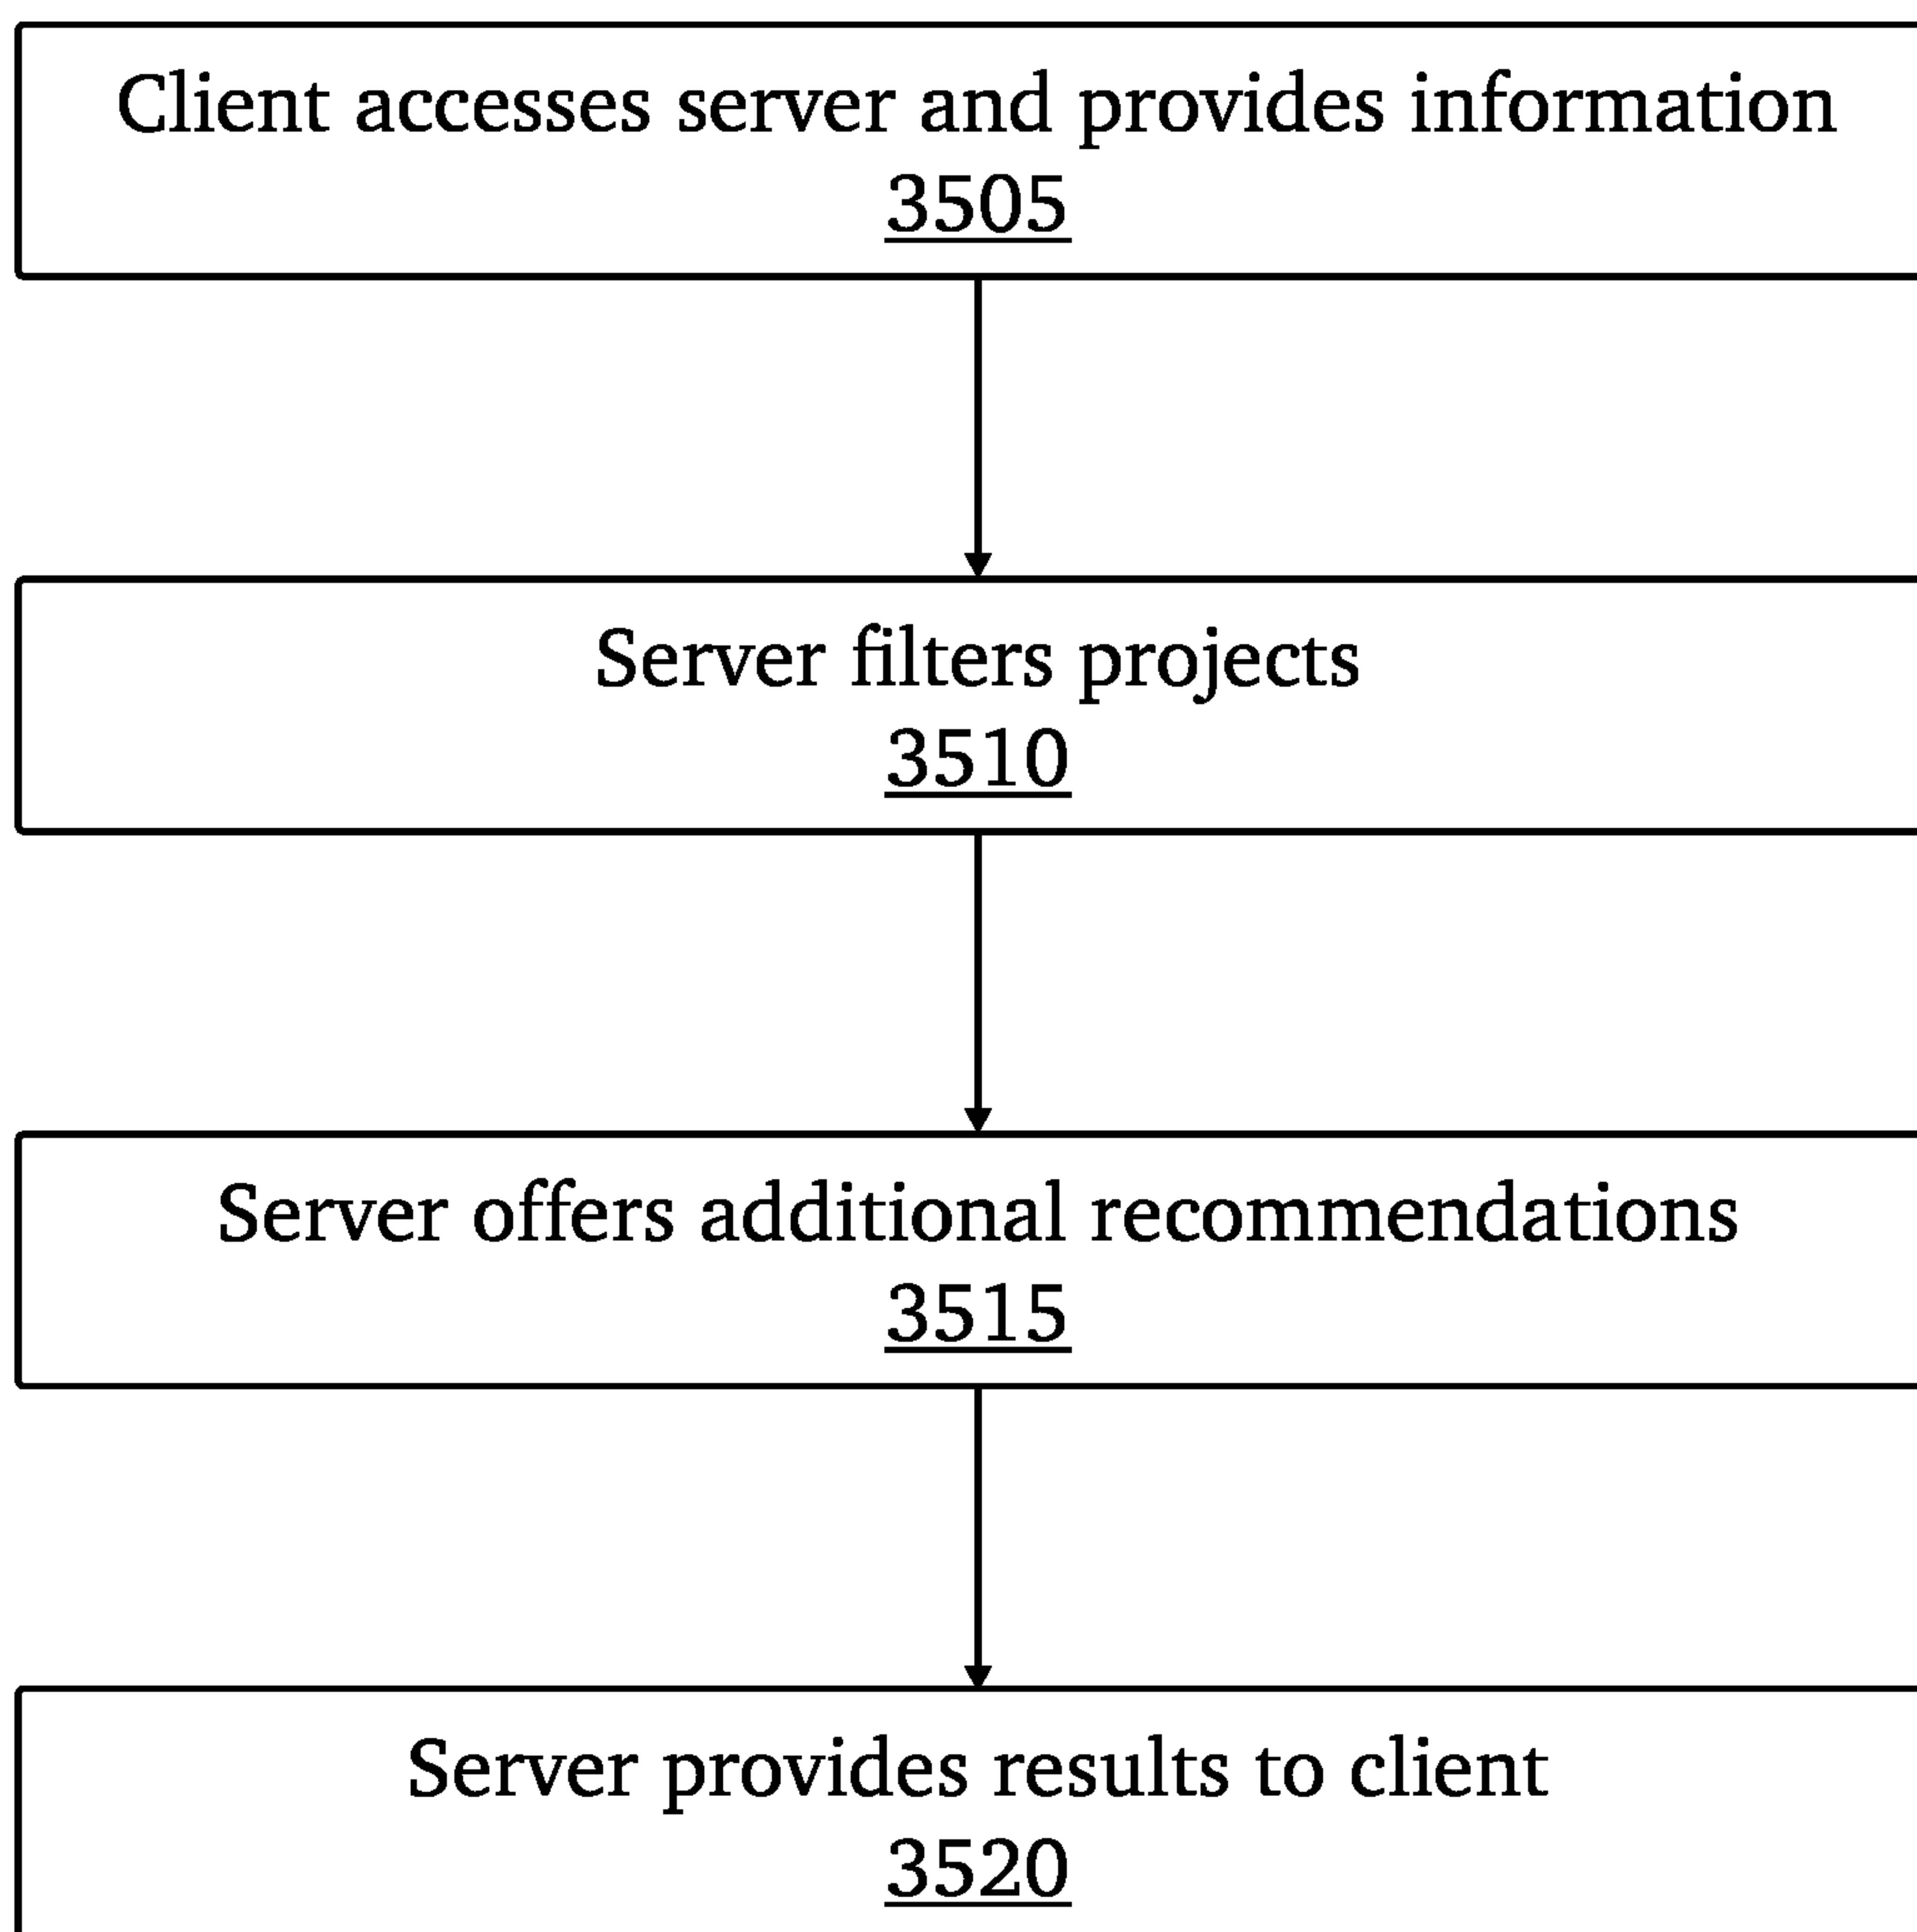 Client accesses server and provides information
3505
Server filters projects
3510
Server offers additional recommendations
3515
Server provides results to client
3520